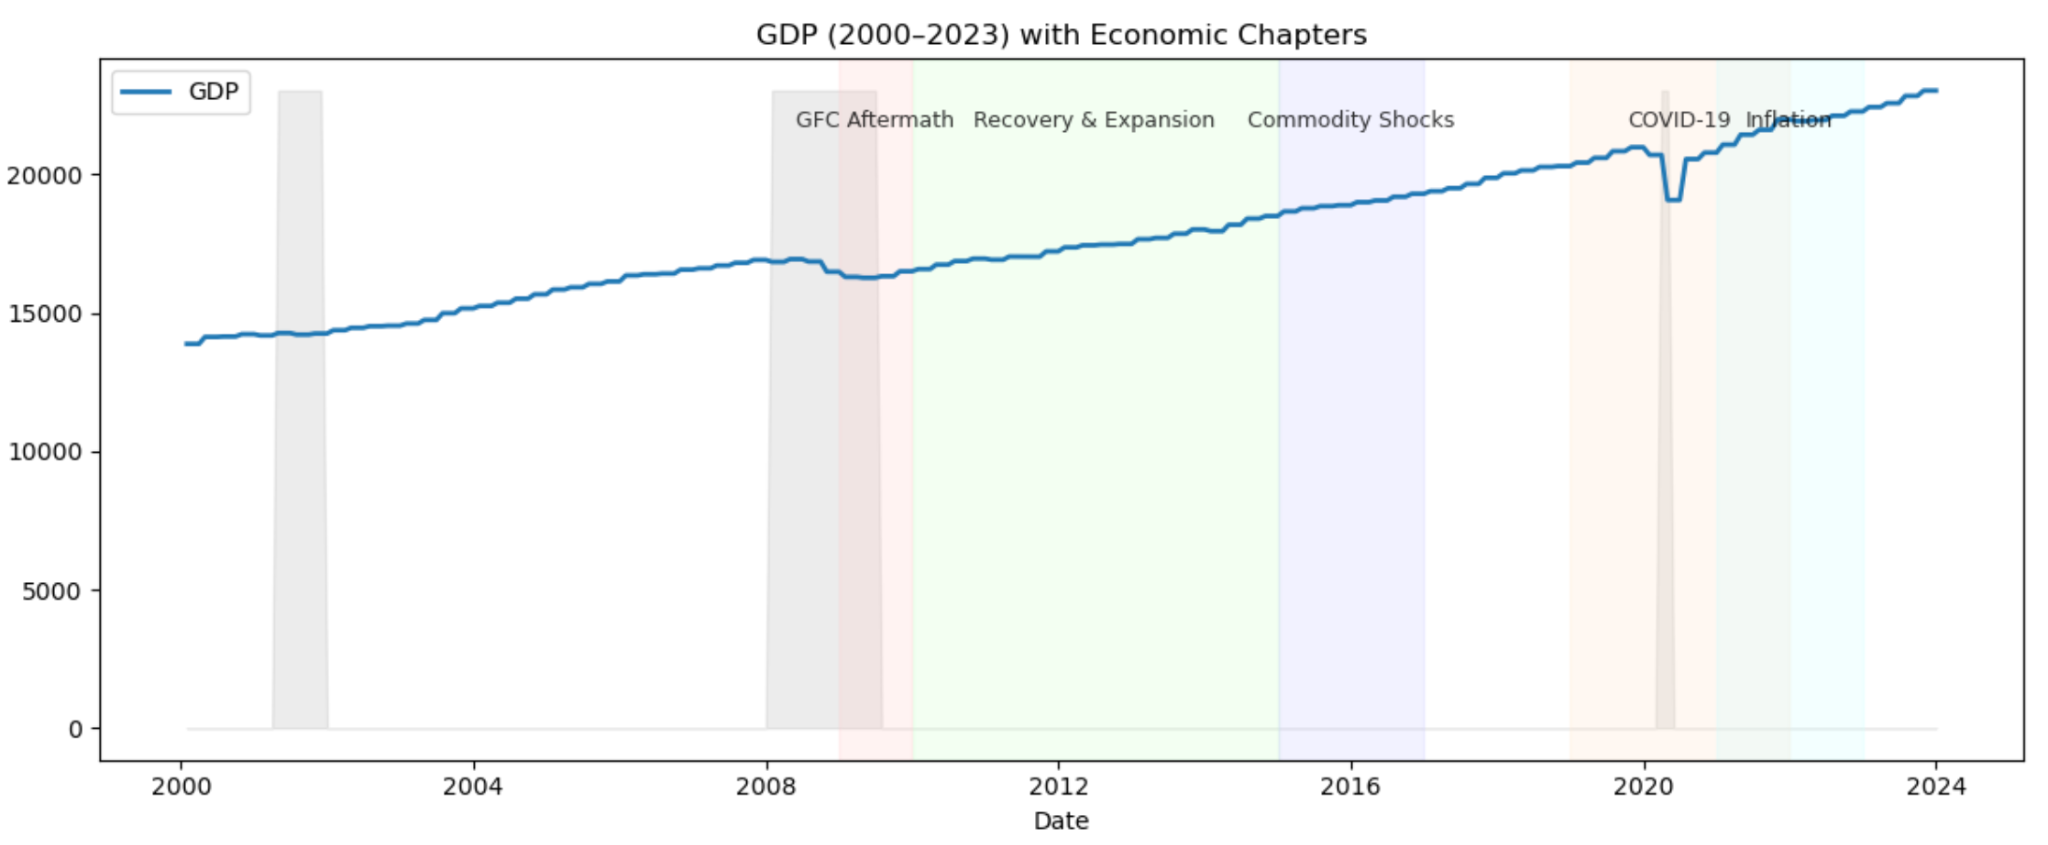 GDP (2000–2023) with Economic Chapters
GDP
GFC Aftermath Recovery & Expansion Commodity Shocks COVID-19 Inflation
20000
15000
10000
5000
0
2000 2004 2008 2012 2016 2020 2024
Date